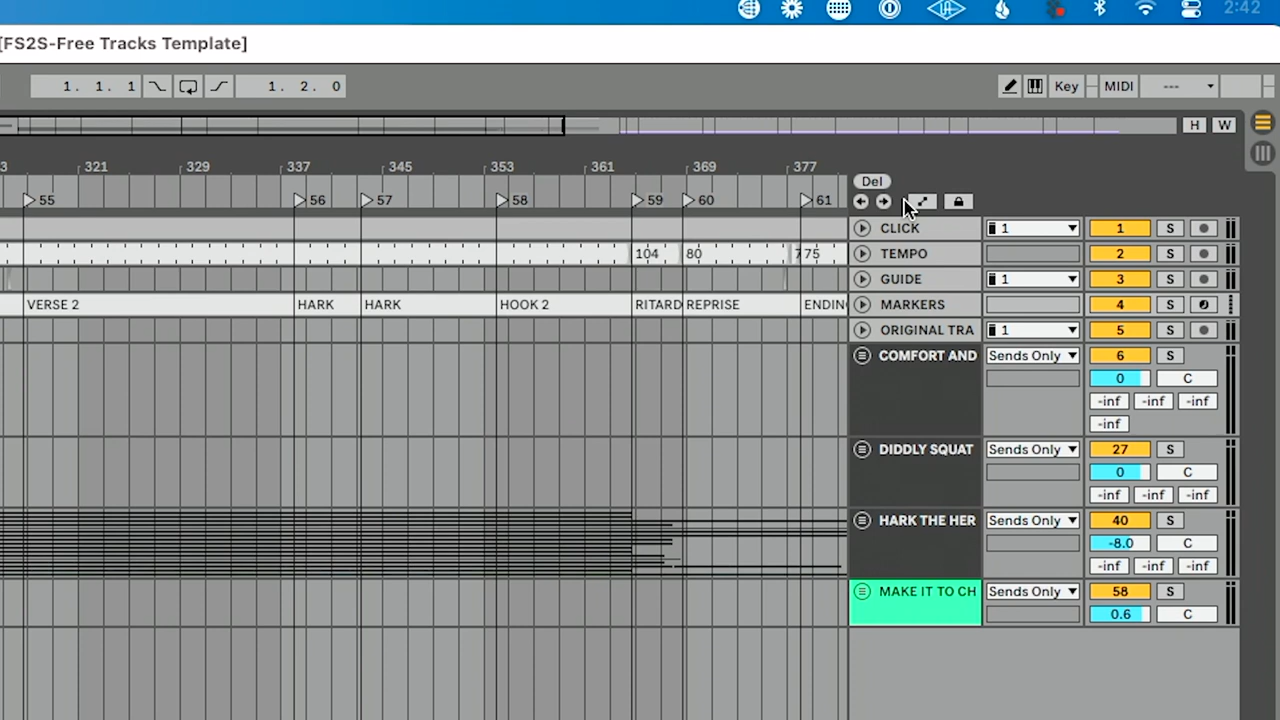 2:42
[FS2S-Free Tracks Template]
1. 1. 1 1. 2. 0 Key MIDI ---
H W
3 321 329 337 345 353 361 369 377
Del
55 56 57 58 59 60 61
CLICK 1 1 S
104 80 775 TEMPO 2 S
GUIDE 1 3 S
VERSE 2 HARK HARK HOOK 2 RITARD REPRISE ENDIN MARKERS 4 S
ORIGINAL TRA 1 5 S
COMFORT AND Sends Only 6 S
0 C
-inf -inf -inf
-inf
DIDDLY SQUAT Sends Only 27 S
0 C
-inf -inf -inf
HARK THE HER Sends Only 40 S
-8.0 C
-inf -inf -inf
MAKE IT TO CH Sends Only 58 S
0.6 C